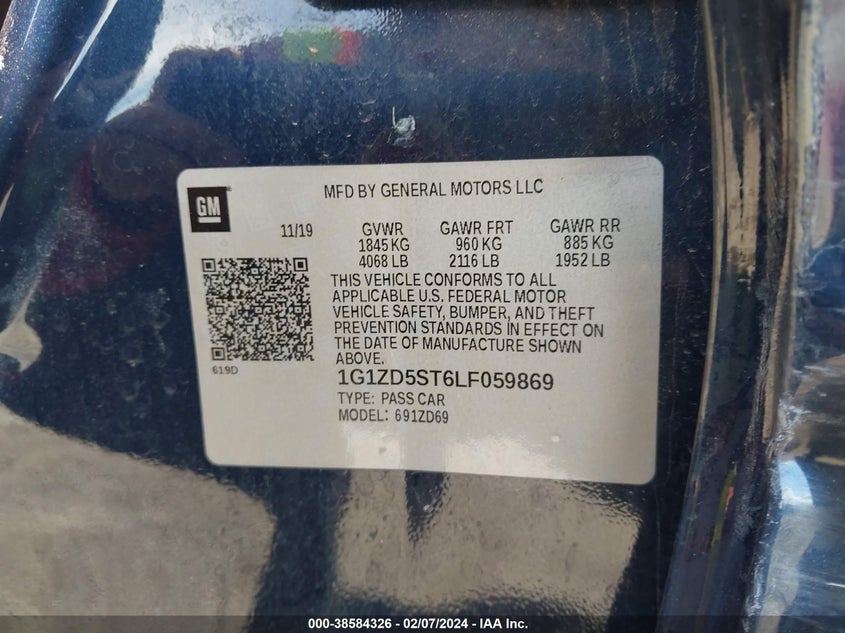 MFD BY GENERAL MOTORS LLC
GM
11/19 GVWR GAWR FRT GAWR RR
1845 KG 960 KG 885 KG
4068 LB 2116 LB 1952 LB
THIS VEHICLE CONFORMS TO ALL
APPLICABLE U.S. FEDERAL MOTOR
VEHICLE SAFETY, BUMPER, AND THEFT
PREVENTION STANDARDS IN EFFECT ON
THE DATE OF MANUFACTURE SHOWN
ABOVE.
619D
1G1ZD5ST6LF059869
TYPE: PASS CAR
MODEL: 691ZD69
000-38584326 - 02/07/2024 - IAA Inc.